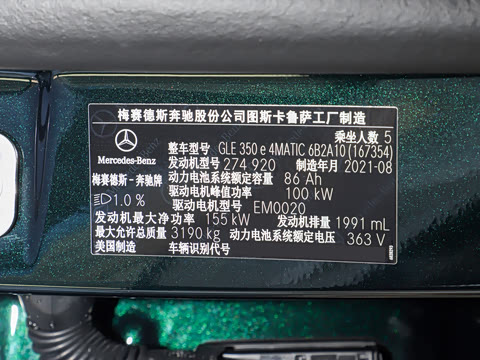 梅赛德斯奔驰股份公司图斯卡鲁萨工厂制造
乘坐人数 5
整车型号 GLE 350 e 4MATIC 6B2A10(167354)
Mercedes-Benz
发动机型号 274 920 制造年月 2021-08
梅赛德斯－奔驰牌 动力电池系统额定容量 86 Ah
驱动电机峰值功率 100 kW
1.0 % 驱动电机型号 EM0020
发动机最大净功率 155 kW 发动机排量 1991 mL
最大允许总质量 3190 kg 动力电池系统额定电压 363 V
美国制造 车辆识别代号